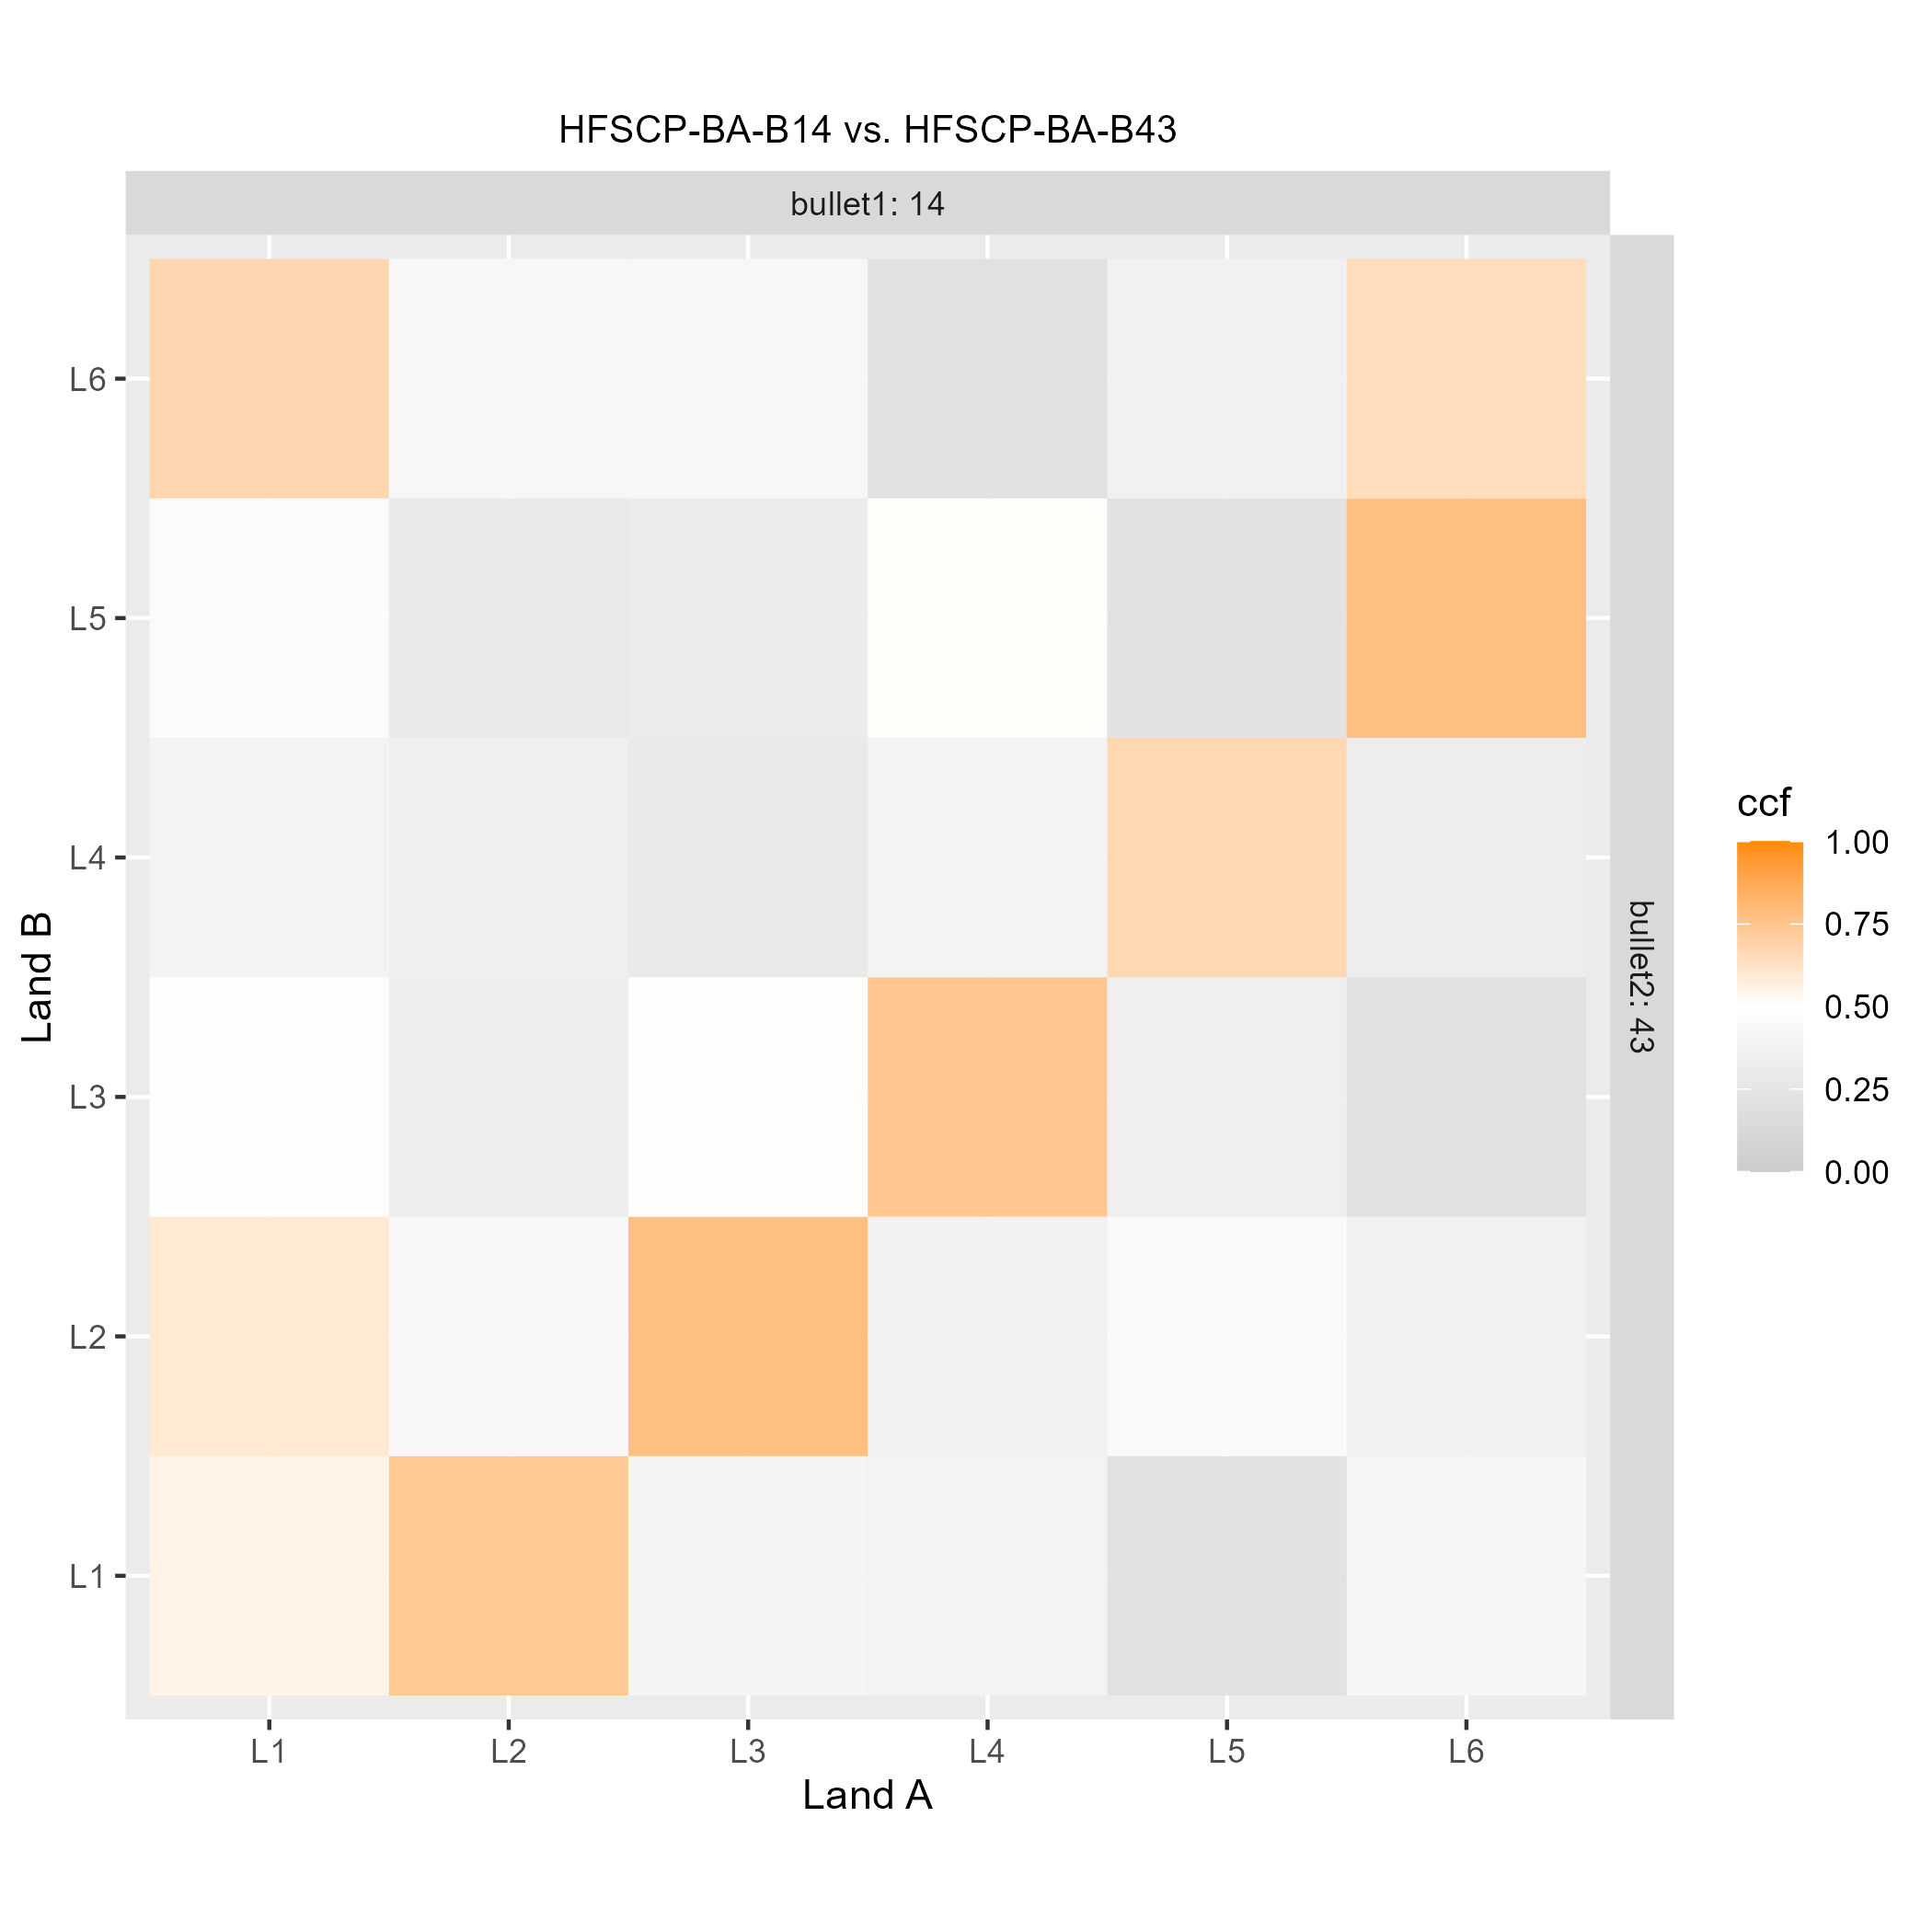 HFSCP-BA-B14 vs. HFSCP-BA-B43
bullet1: 14
L6
L5
L4
L3
L2
L1
Land B
bullet2: 43
ccf
1.00
0.75
0.50
0.25
0.00
L1 L2 L3 L4 L5 L6
Land A